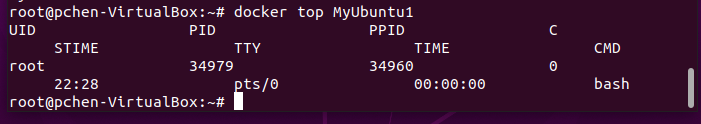 root@pchen-VirtualBox:~# docker top MyUbuntu1
UID PID PPID C
STIME TTY TIME CMD
root 34979 34960 0
22:28 pts/0 00:00:00 bash
root@pchen-VirtualBox:~#